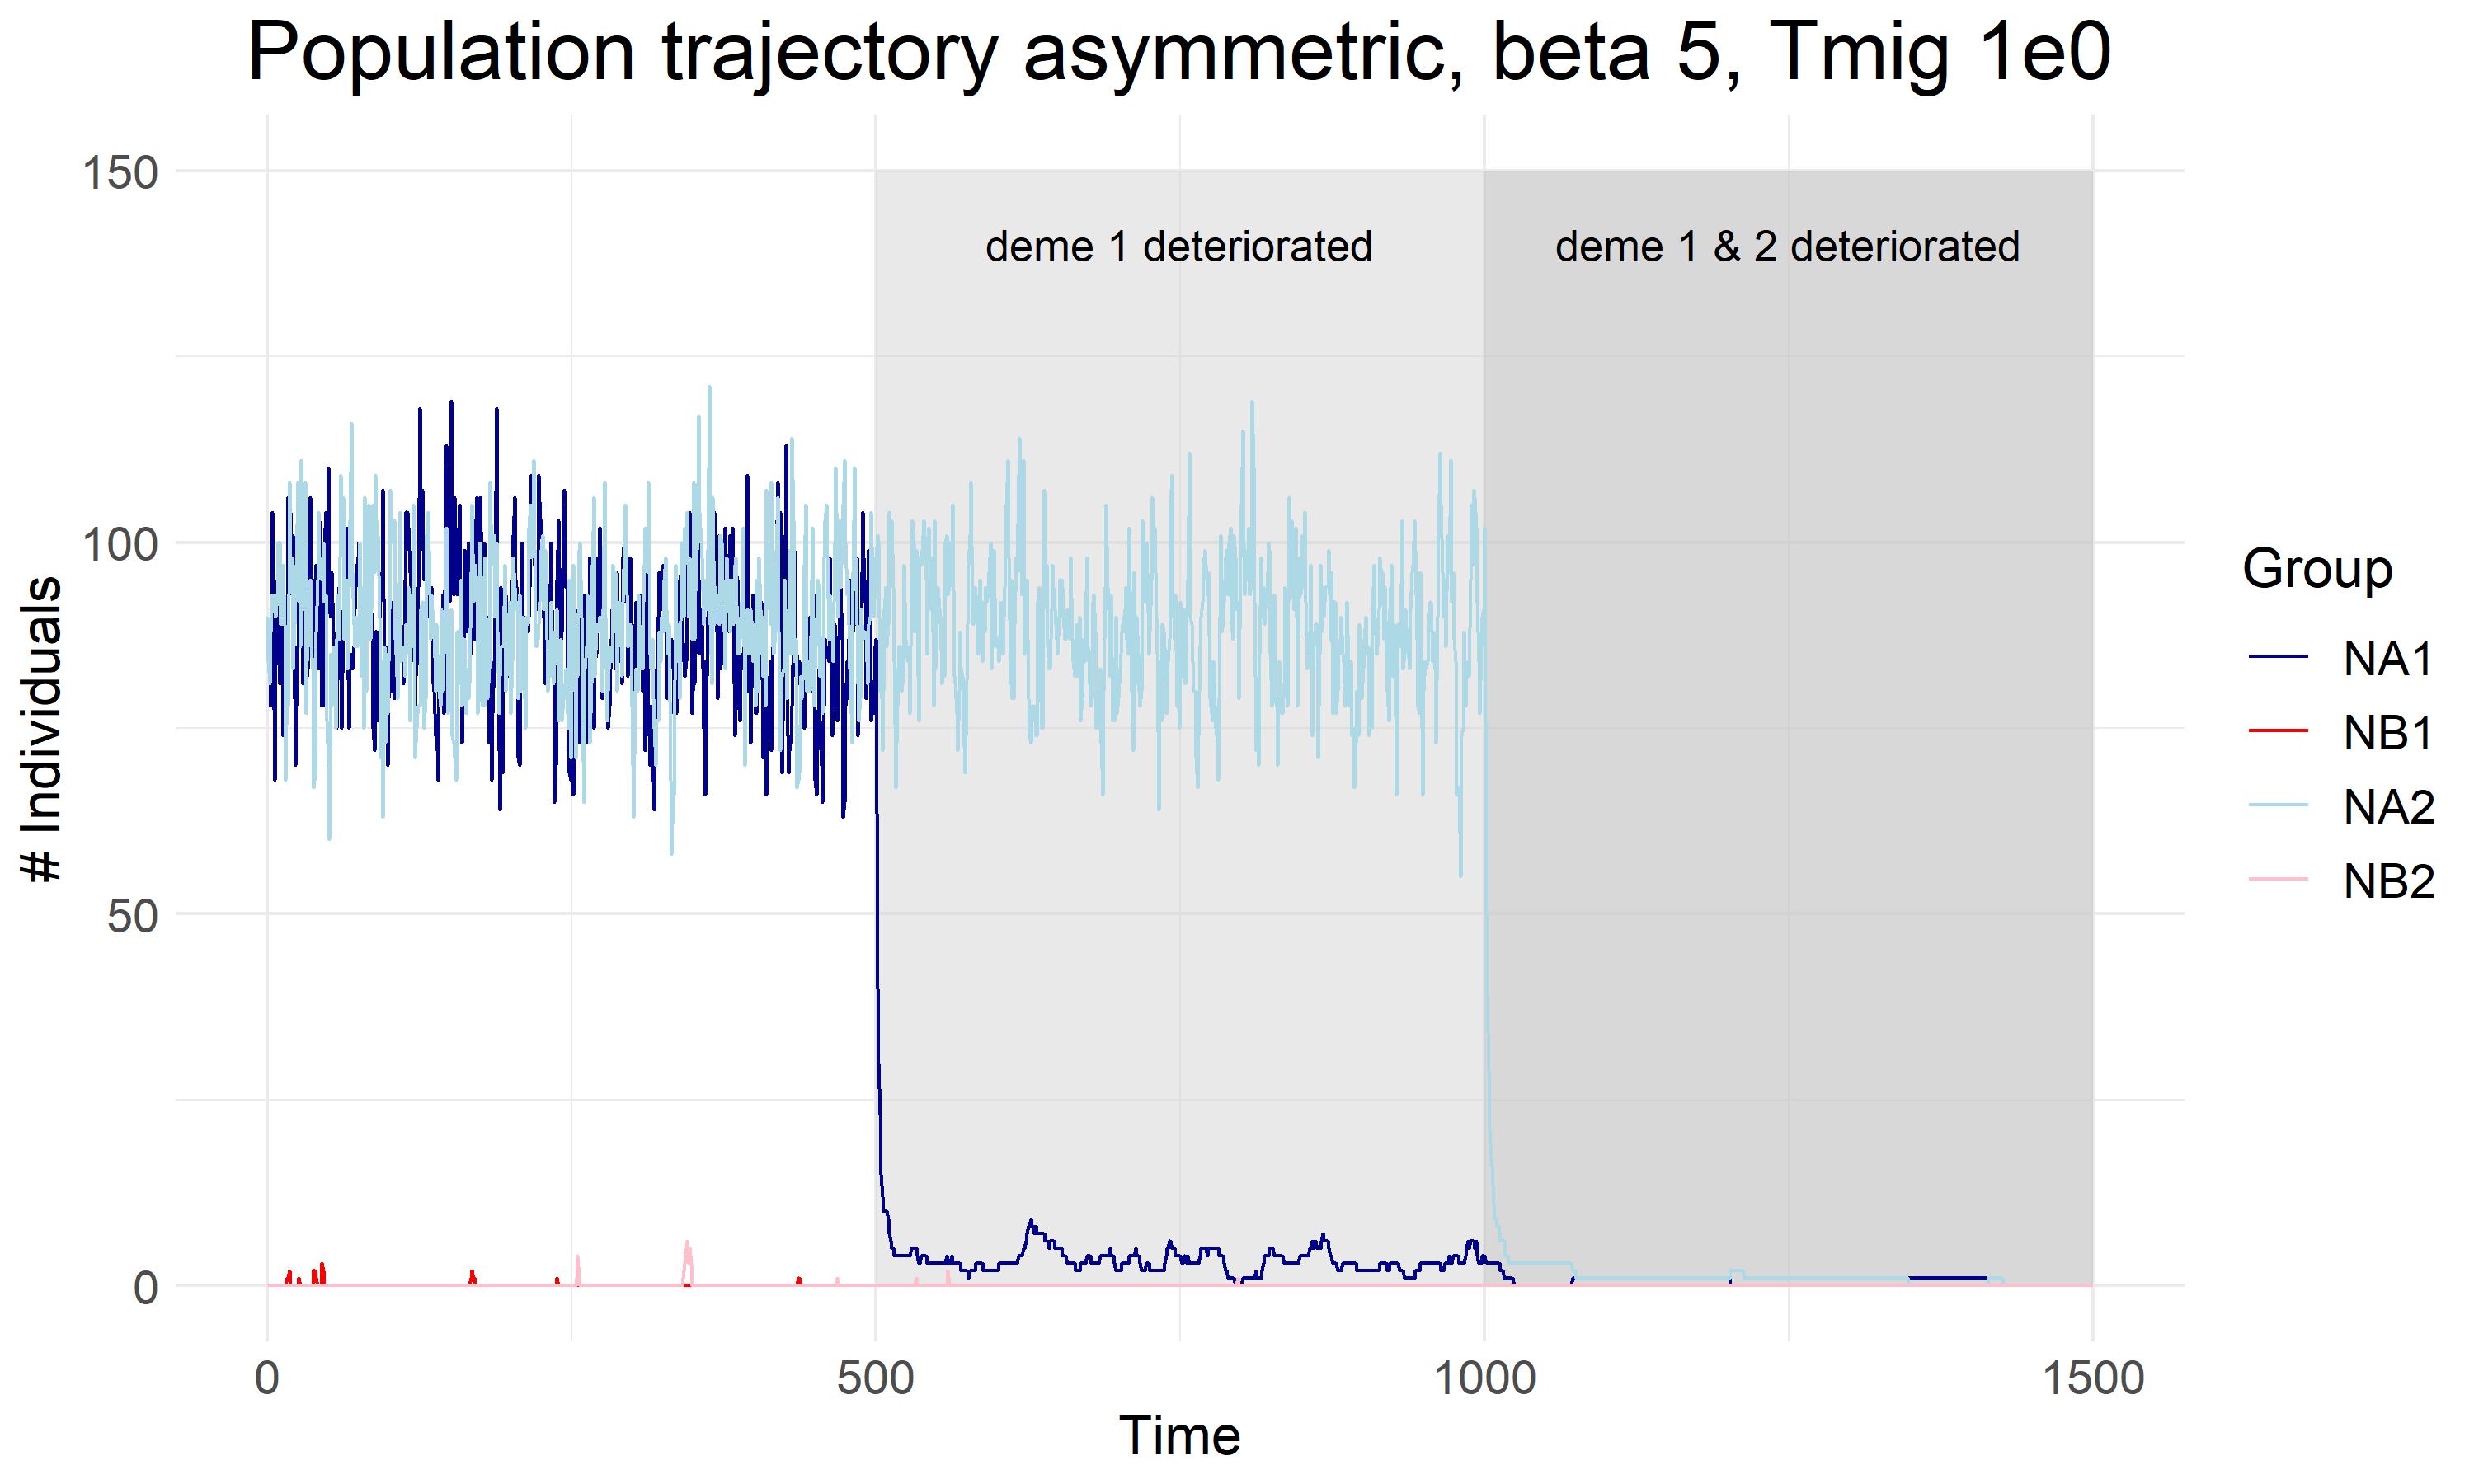 Population trajectory asymmetric, beta 5, Tmig 1e0
150
100
50
0
# Individuals
deme 1 deteriorated
deme 1 & 2 deteriorated
0
500
1000
1500
Time
Group
NA1
NB1
NA2
NB2